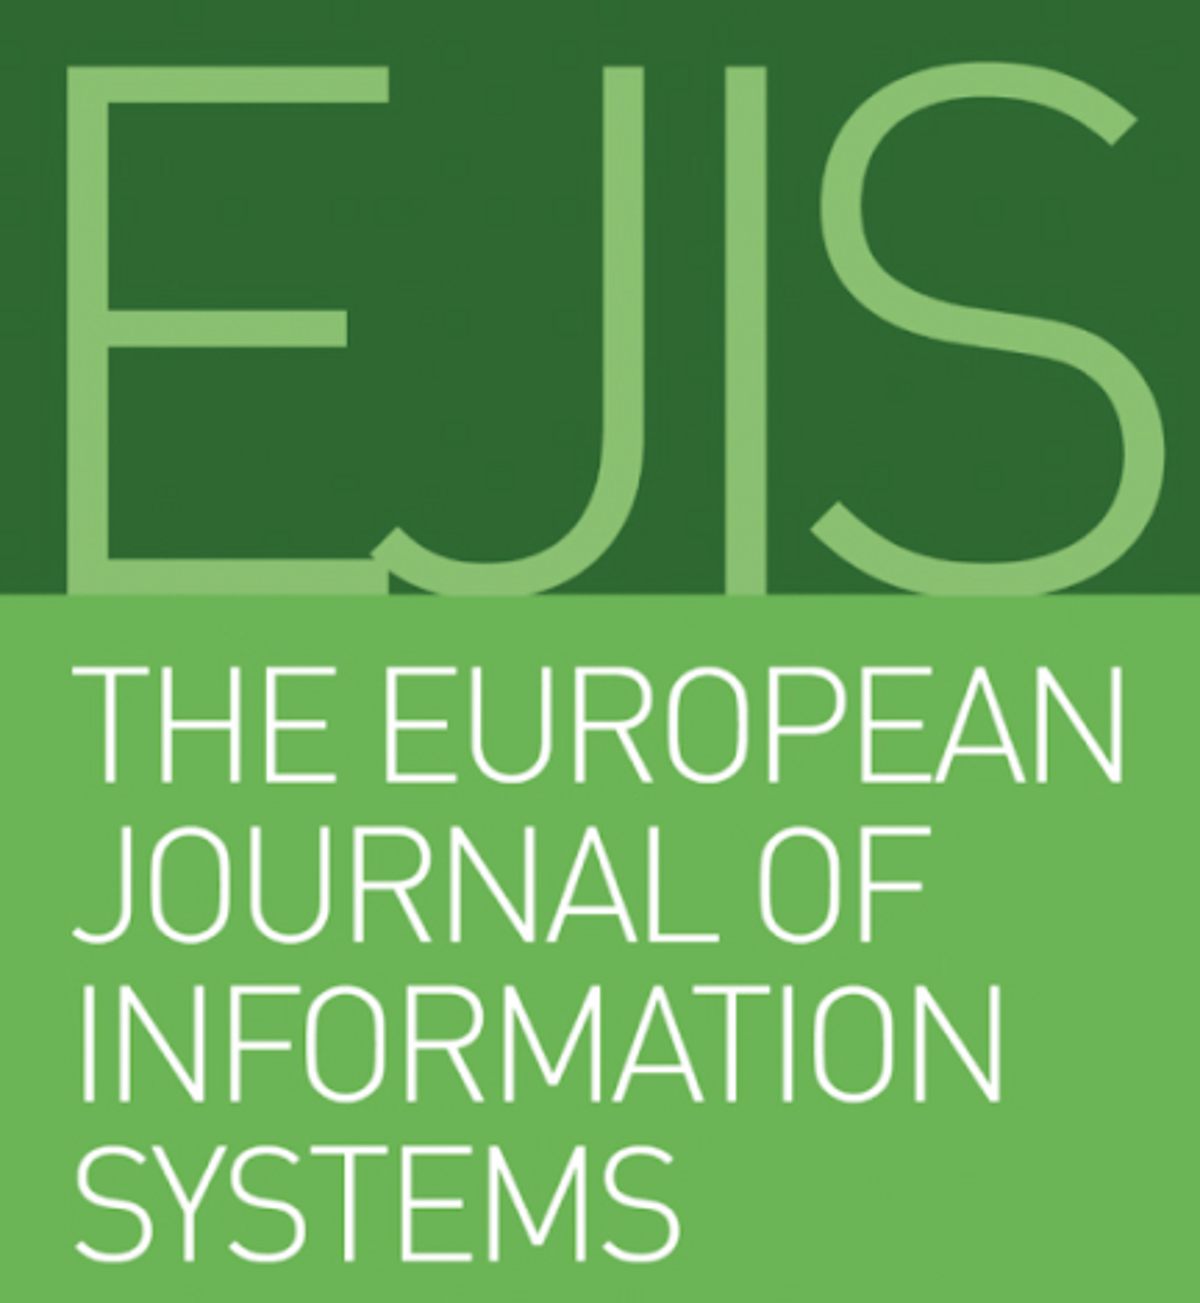 EJIS
THE EUROPEAN
JOURNAL OF
INFORMATION
SYSTEMS